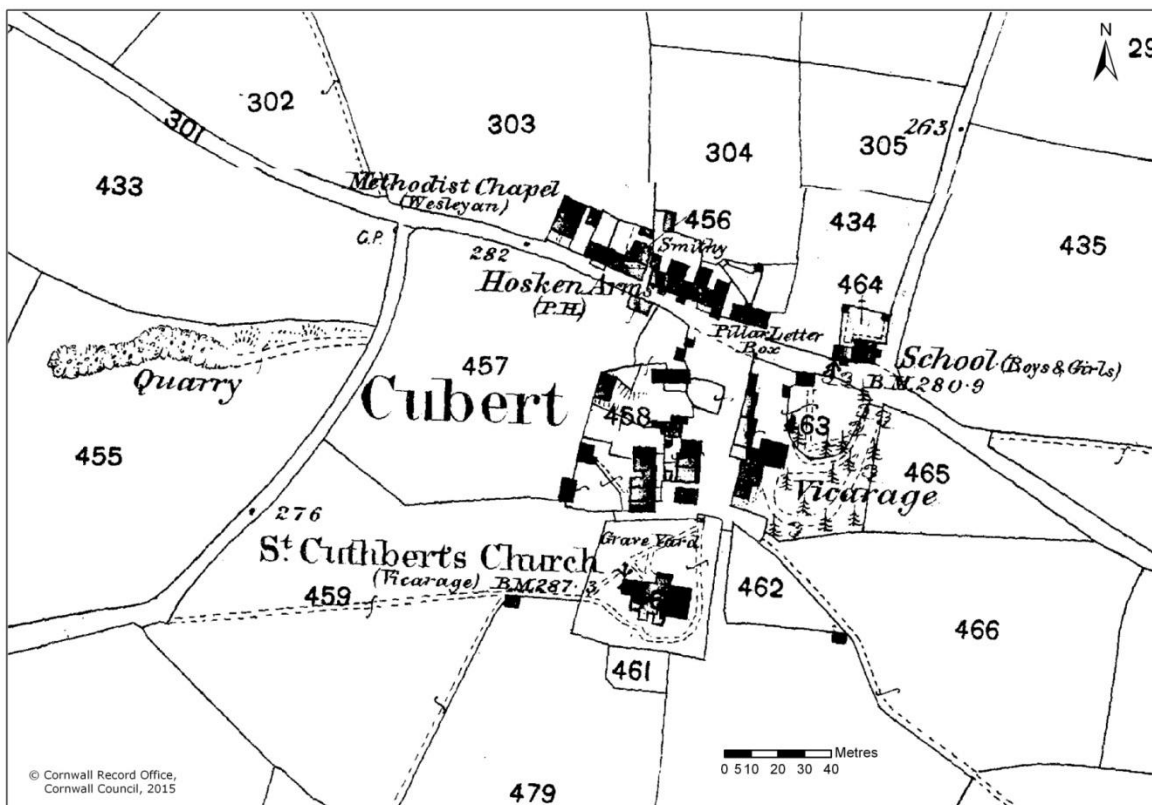 N
29
302
303
263
301
305
304
433
Methodist Chapel
(Wesleyan)
456
434
435
G.P.
Smithy
282
464
Hosken Arms
(P.H.)
Pillar Letter
Box
School (Boys & Girls)
Quarry
457
B.M.280·9
Cubert
458
463
455
465
Vicarage
276
Grave Yard
St. Cuthbert's Church
(Vicarage) B.M.287·3
459
462
466
461
Metres
0 5 10 20 30 40
© Cornwall Record Office,
Cornwall Council, 2015
479